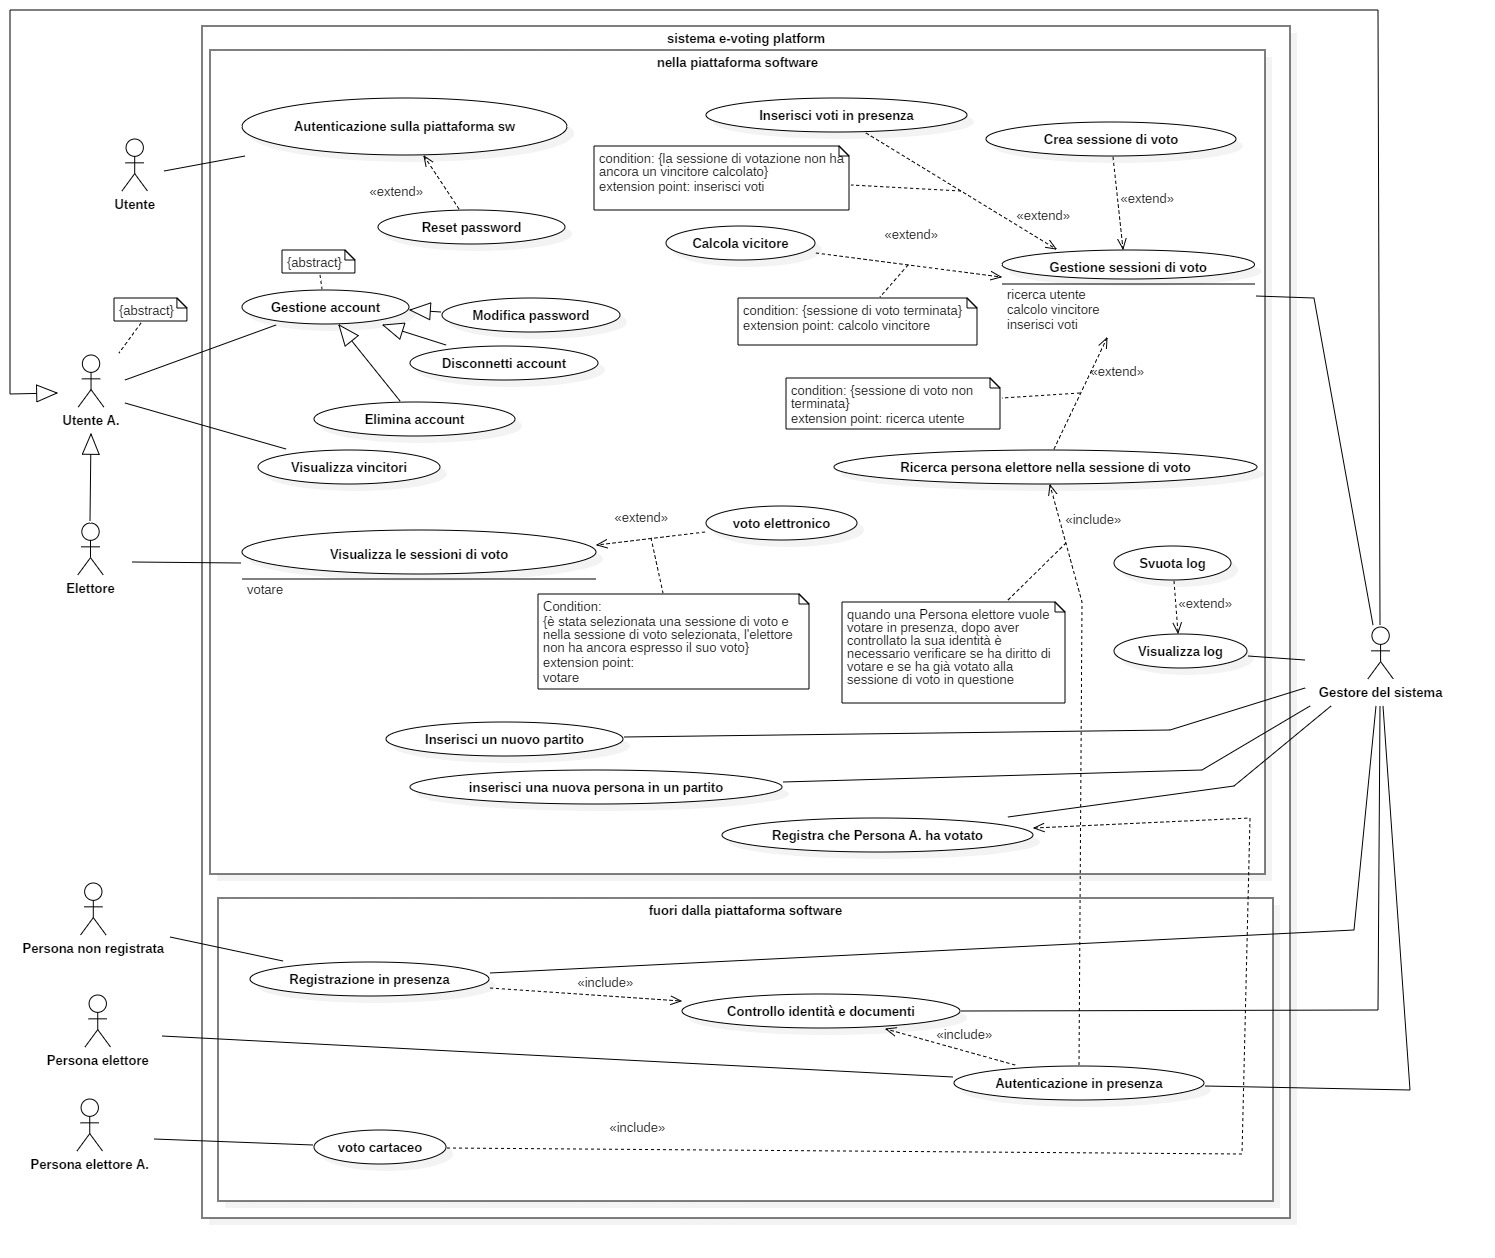 sistema e-voting platform
nella piattaforma software
Autenticazione sulla piattaforma sw
Inserisci voti in presenza
Crea sessione di voto
condition: {la sessione di votazione non ha
ancora un vincitore calcolato}
extension point: inserisci voti
Utente
«extend»
Reset password
«extend»
«extend»
«extend»
Calcola vicitore
Gestione sessioni di voto
ricerca utente
calcolo vincitore
inserisci voti
{abstract}
Gestione account
{abstract}
Modifica password
condition: {sessione di voto terminata}
extension point: calcolo vincitore
Disconnetti account
«extend»
condition: {sessione di voto non
terminata}
extension point: ricerca utente
Utente A.
Elimina account
Visualizza vincitori
Ricerca persona elettore nella sessione di voto
«extend»
voto elettronico
«include»
Visualizza le sessioni di voto
votare
Elettore
Svuota log
«extend»
Condition:
{è stata selezionata una sessione di voto e
nella sessione di voto selezionata, l'elettore
non ha ancora espresso il suo voto}
extension point:
votare
quando una Persona elettore vuole
votare in presenza, dopo aver
controllato la sua identità è
necessario verificare se ha diritto di
votare e se ha già votato alla
sessione di voto in questione
Visualizza log
Gestore del sistema
Inserisci un nuovo partito
inserisci una nuova persona in un partito
Registra che Persona A. ha votato
fuori dalla piattaforma software
Persona non registrata
Registrazione in presenza
«include»
Controllo identità e documenti
«include»
Persona elettore
Autenticazione in presenza
«include»
voto cartaceo
Persona elettore A.